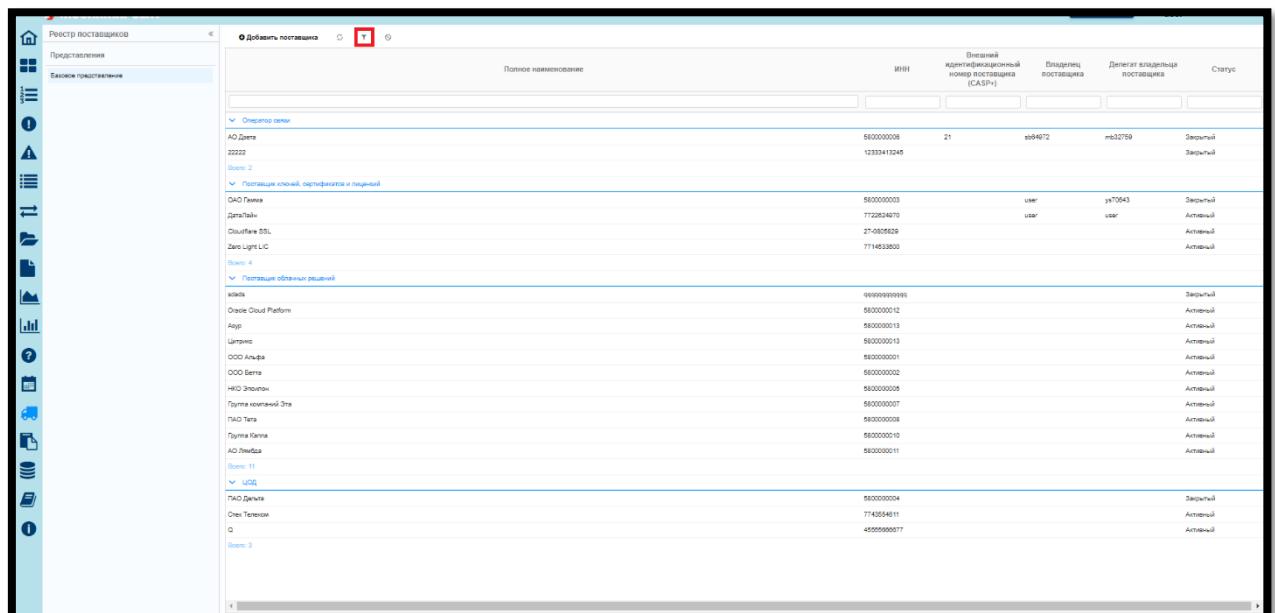 Реестр поставщиков
Добавить поставщика
Представления
Базовое представление
Полное наименование
ИНН
Внешний идентификационный номер поставщика (CASP+)
Владелец поставщика
Делегат владельца поставщика
Статус
Оператор связи
АО Дзета 5800000006 21 sb64972 mb32759 Закрытый
22222 12333413245 Закрытый
Всего: 2
Поставщик ключей, сертификатов и лицензий
ОАО Гамма 5800000003 user ys70643 Закрытый
ДатаЛайн 7722624970 user user Активный
Cloudflare SSL 27-0805829 Активный
Zero Light LIC 7714533600 Активный
Всего: 4
Поставщик облачных решений
sdads Закрытый
Oracle Cloud Platform 5800000012 Активный
Азур 5800000013 Активный
Цитрикс 5800000013 Активный
ООО Альфа 5800000001 Активный
ООО Бетта 5800000002 Активный
НКО Эпсилон 5800000005 Активный
Группа компаний Эта 5800000007 Активный
ПАО Тета 5800000008 Активный
Группа Каппа 5800000010 Активный
АО Лямбда 5800000011 Активный
Всего: 11
ЦОД
ПАО Дельта 5800000004 Закрытый
Стек Телеком 7743554611 Активный
Q 45555666677 Активный
Всего: 3